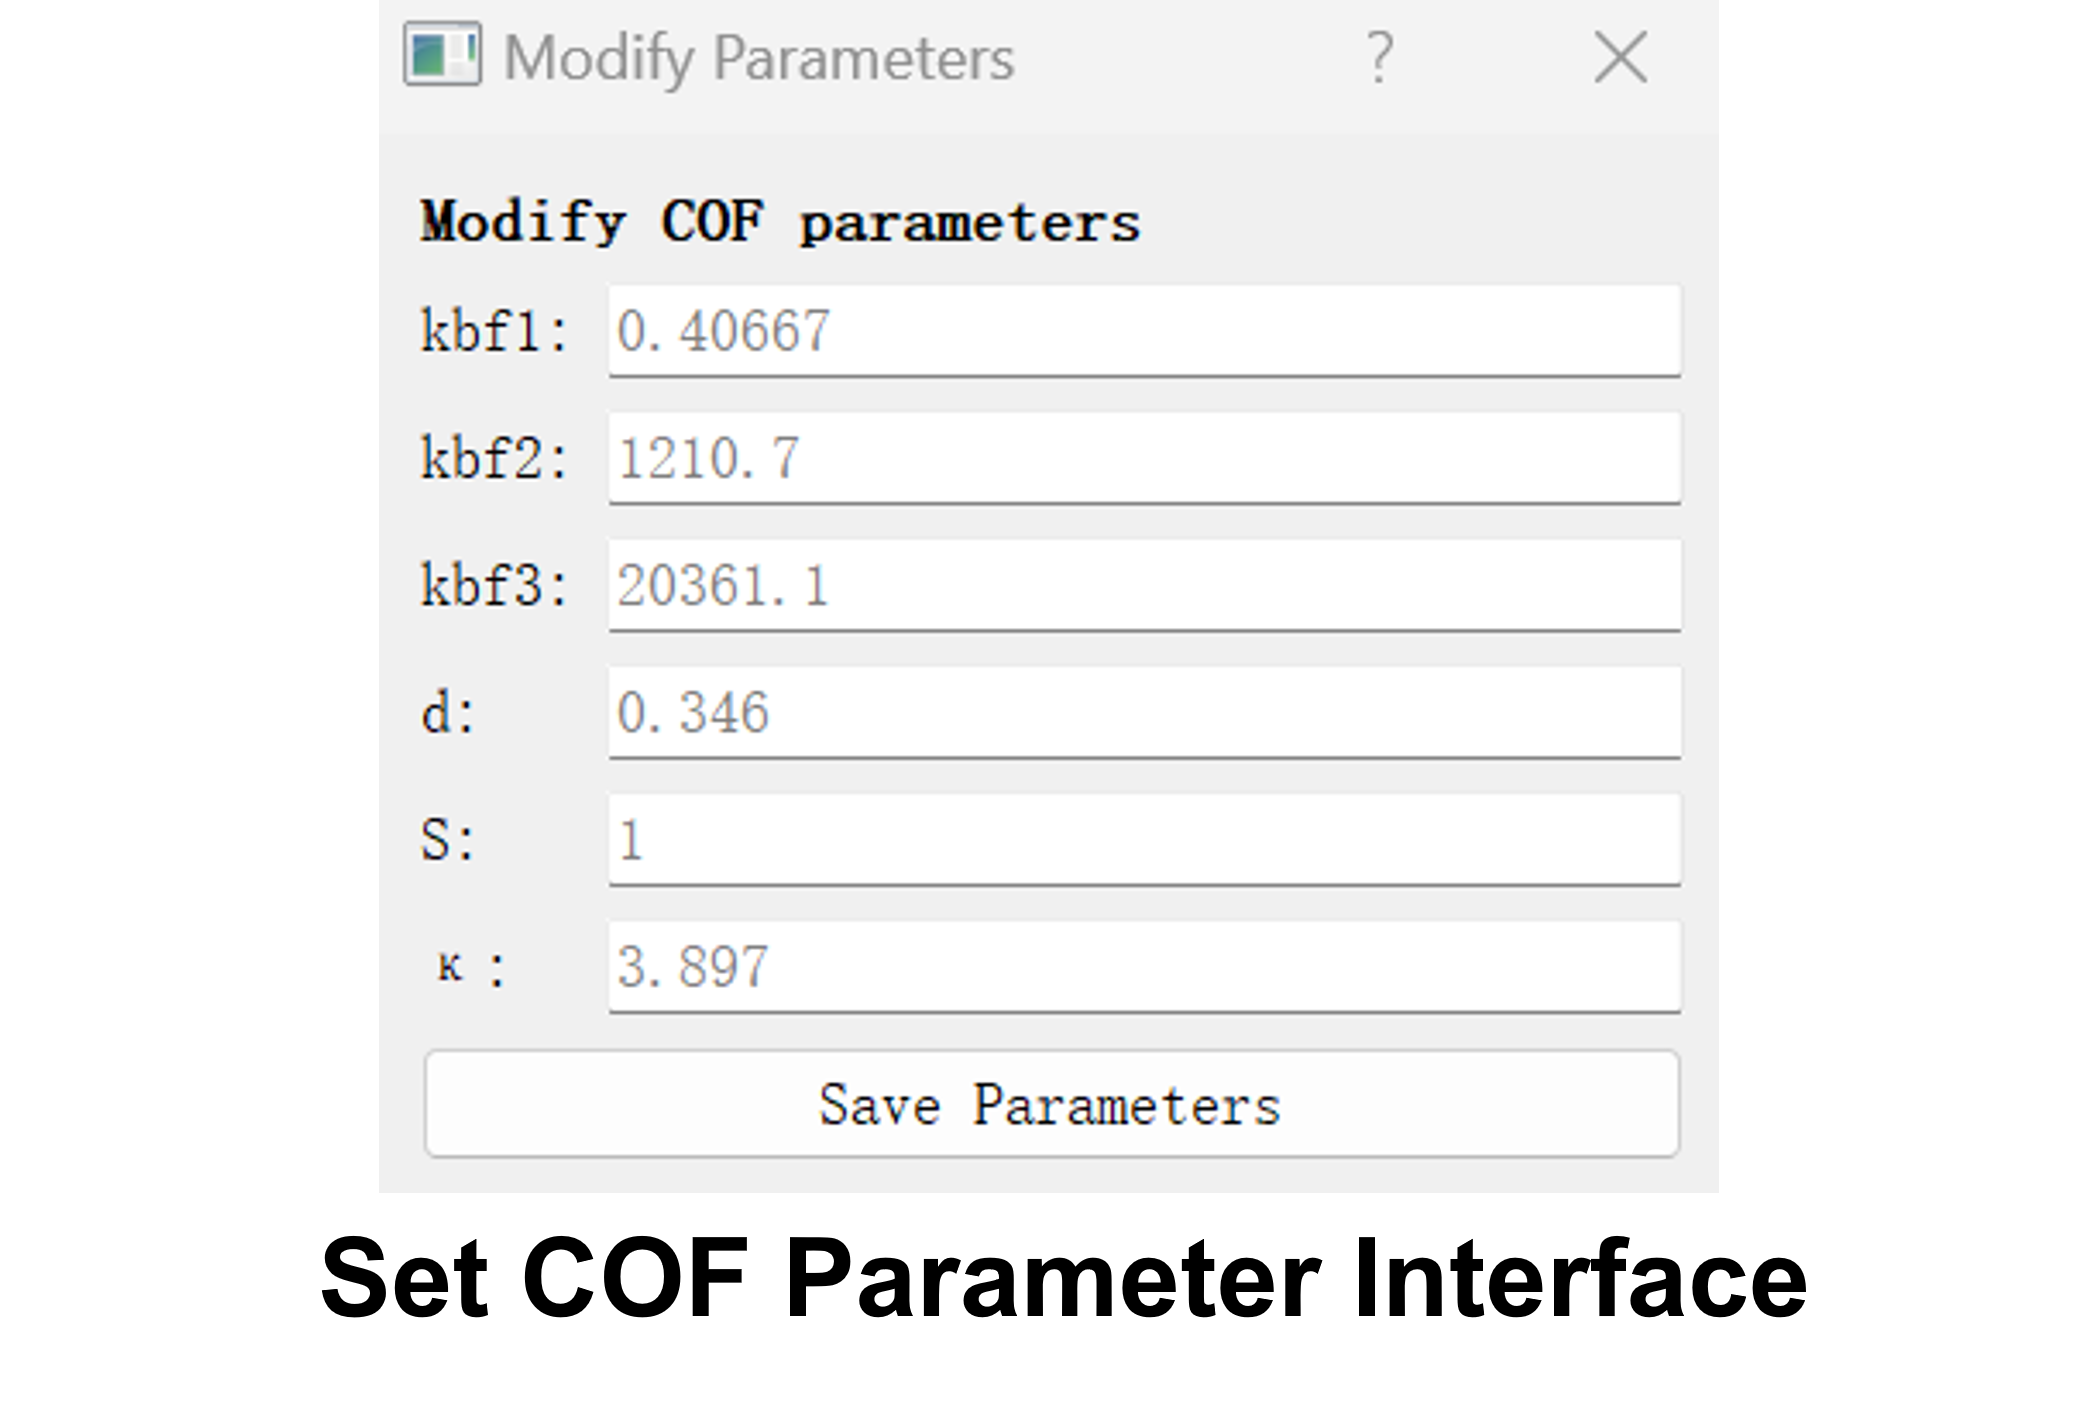 Modify Parameters ?
Modify COF parameters
kbf1: 0.40667
kbf2: 1210.7
kbf3: 20361.1
d: 0.346
S: 1
κ: 3.897
Save Parameters
Set COF Parameter Interface